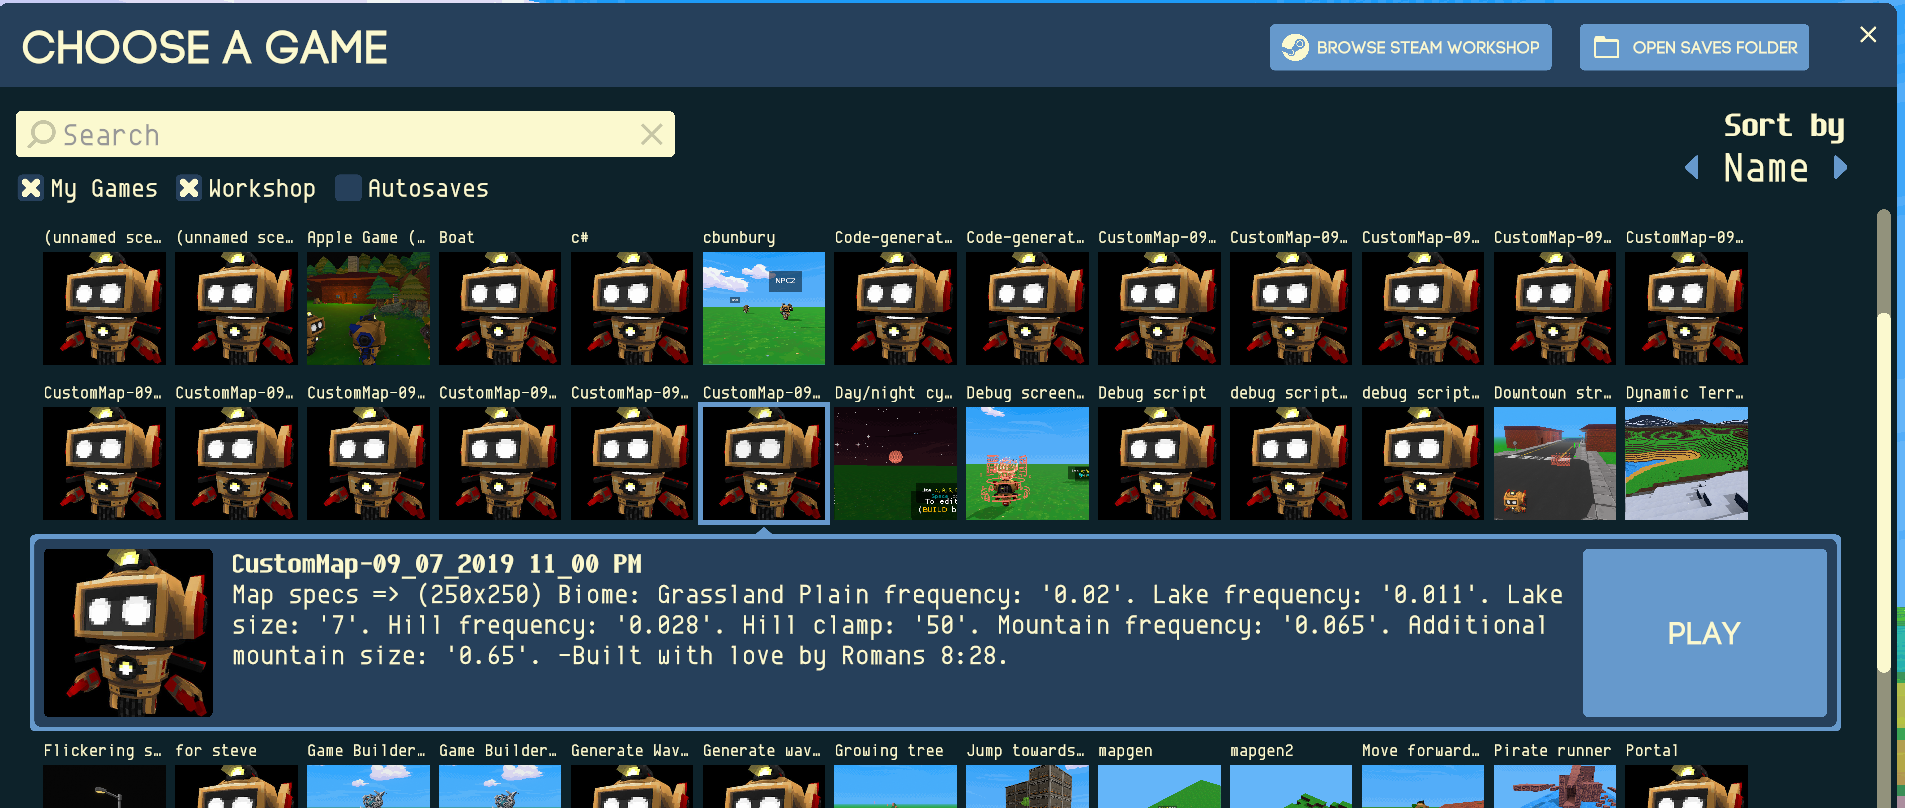 CHOOSE A GAME
BROWSE STEAM WORKSHOP
OPEN SAVES FOLDER
Search
Sort by
Name
My Games Workshop Autosaves
(unnamed sce… (unnamed sce… Apple Game (… Boat c# cbunbury Code-generat… Code-generat… CustomMap-09… CustomMap-09… CustomMap-09… CustomMap-09… CustomMap-09…
NPC2
CustomMap-09… CustomMap-09… CustomMap-09… CustomMap-09… CustomMap-09… CustomMap-09… Day/night cy… Debug screen… Debug script debug script… debug script… Downtown str… Dynamic Terr…
To edit
(BUILD b
CustomMap-09_07_2019 11_00 PM
Map specs => (250x250) Biome: Grassland Plain frequency: '0.02'. Lake frequency: '0.011'. Lake
size: '7'. Hill frequency: '0.028'. Hill clamp: '50'. Mountain frequency: '0.065'. Additional
mountain size: '0.65'. -Built with love by Romans 8:28.
PLAY
Flickering s… for steve Game Builder… Game Builder… Generate Wav… Generate wav… Growing tree Jump towards… mapgen mapgen2 Move forward… Pirate runner Portal